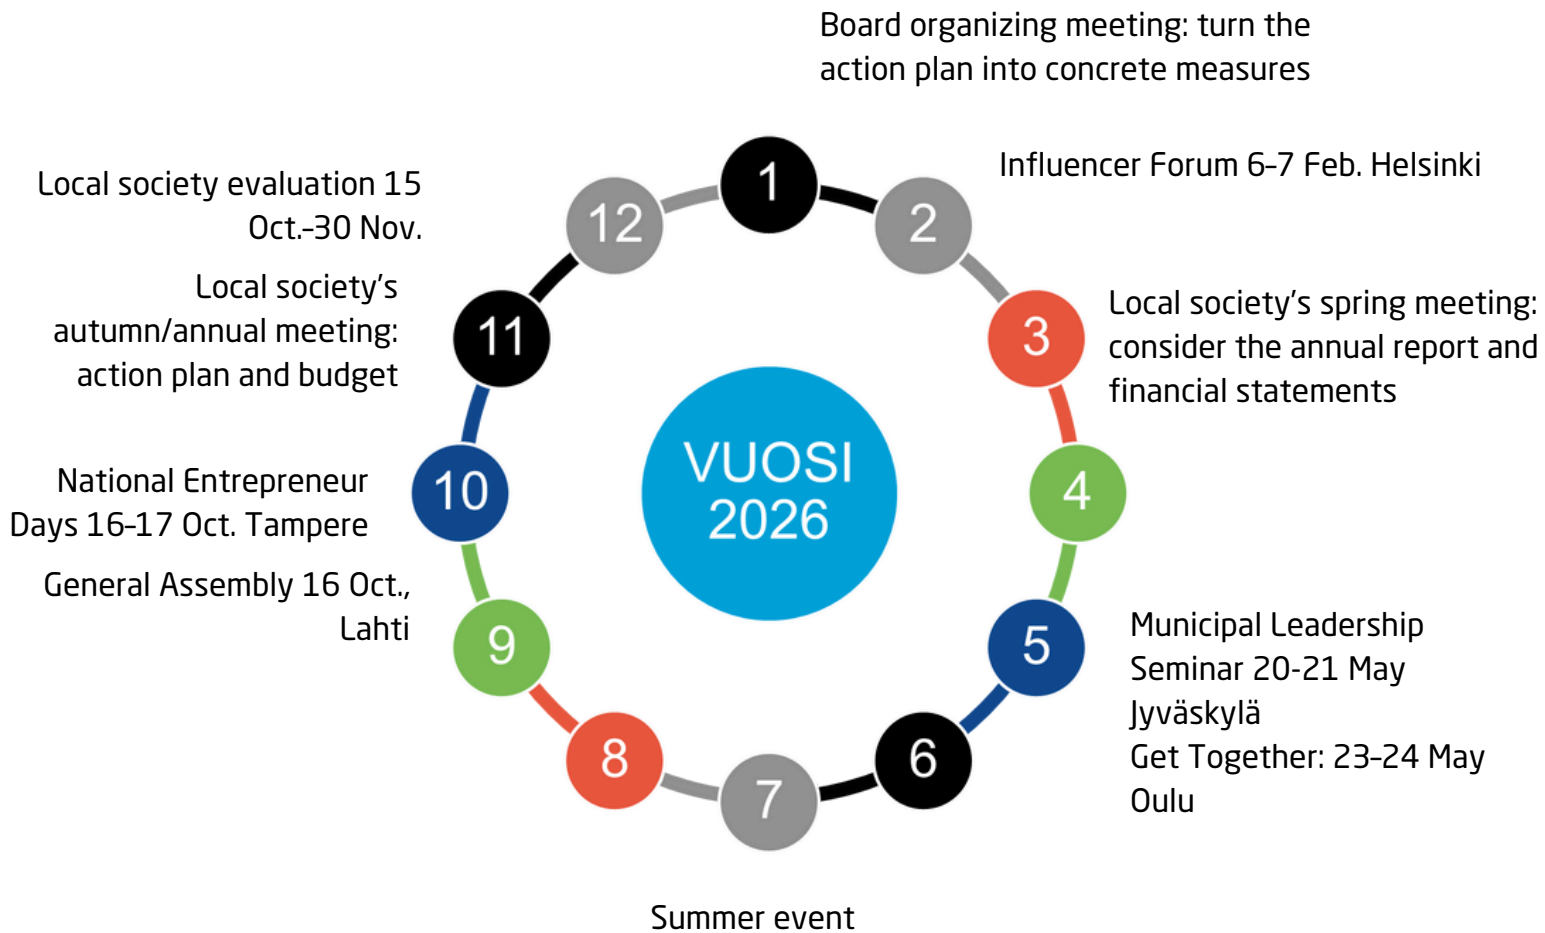 Board organizing meeting: turn the
action plan into concrete measures
Influencer Forum 6–7 Feb. Helsinki
Local society's spring meeting:
consider the annual report and
financial statements
Municipal Leadership
Seminar 20-21 May
Jyväskylä
Get Together: 23–24 May
Oulu
Summer event
General Assembly 16 Oct.,
Lahti
National Entrepreneur
Days 16–17 Oct. Tampere
Local society's
autumn/annual meeting:
action plan and budget
Local society evaluation 15
Oct.–30 Nov.
1
2
3
4
5
6
7
8
9
10
11
12
VUOSI
2026